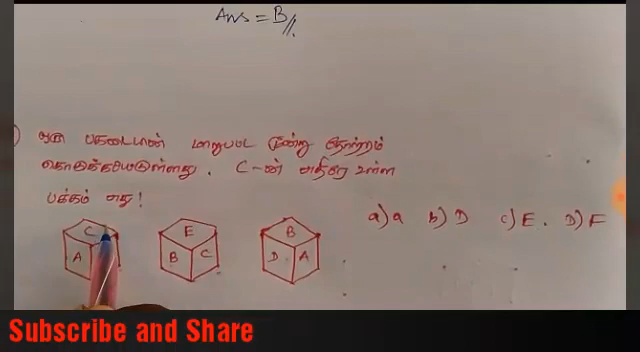 Ans = B//.
ஒரு பகடையின் மாறுபட்ட மூன்று தோற்றம்
கொடுக்கப்பட்டுள்ளது. C-ன் எதிரே உள்ள
பக்கம் எது!
C A
E B C
B D A
a) a b) D c) E. D) F
Subscribe and Share